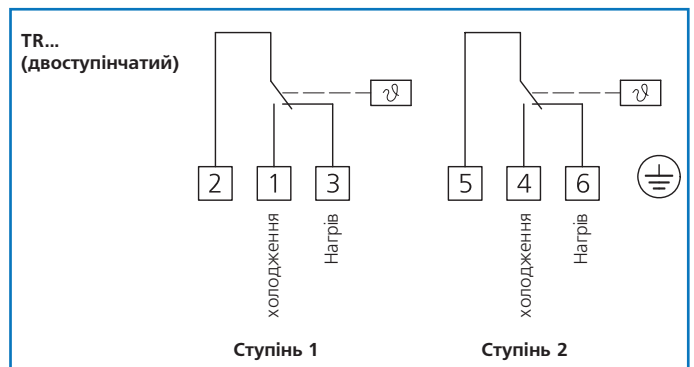 TR...
(двоступінчатий)
ϑ
ϑ
2 1 3 5 4 6
холодження Нагрів холодження Нагрів
Ступінь 1 Ступінь 2